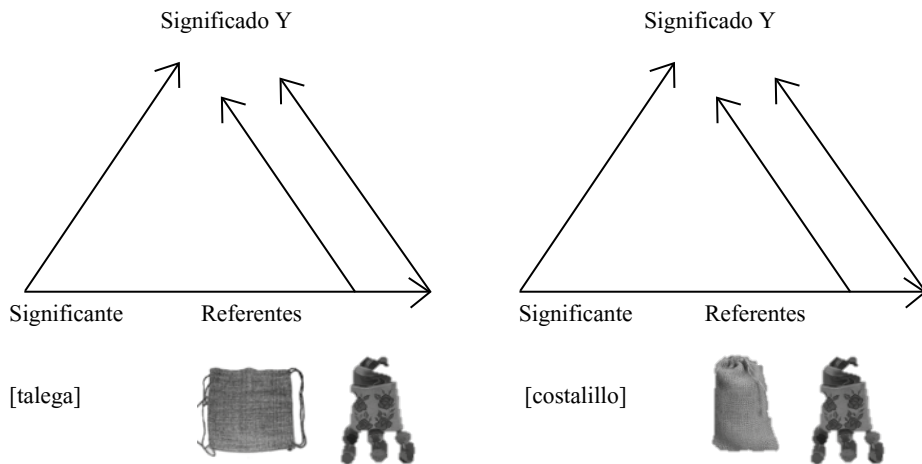 Significado Y
Significado Y
Significante
Referentes
Significante
Referentes
[talega]
[costalillo]